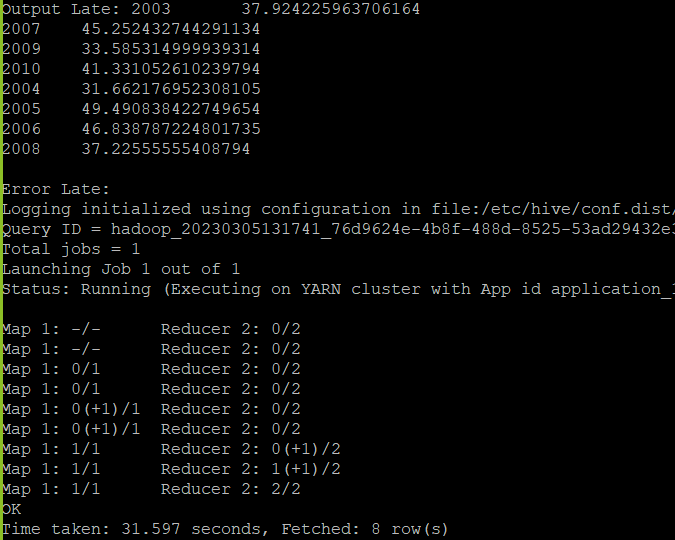 Output Late: 2003 37.924225963706164
2007 45.252432744291134
2009 33.585314999939314
2010 41.331052610239794
2004 31.662176952308105
2005 49.490838422749654
2006 46.838787224801735
2008 37.22555555408794
Error Late:
Logging initialized using configuration in file:/etc/hive/conf.dist/
Query ID = hadoop_20230305131741_76d9624e-4b8f-488d-8525-53ad29432e3
Total jobs = 1
Launching Job 1 out of 1
Status: Running (Executing on YARN cluster with App id application_1
Map 1: -/- Reducer 2: 0/2
Map 1: -/- Reducer 2: 0/2
Map 1: 0/1 Reducer 2: 0/2
Map 1: 0/1 Reducer 2: 0/2
Map 1: 0(+1)/1 Reducer 2: 0/2
Map 1: 0(+1)/1 Reducer 2: 0/2
Map 1: 1/1 Reducer 2: 0(+1)/2
Map 1: 1/1 Reducer 2: 1(+1)/2
Map 1: 1/1 Reducer 2: 2/2
OK
Time taken: 31.597 seconds, Fetched: 8 row(s)